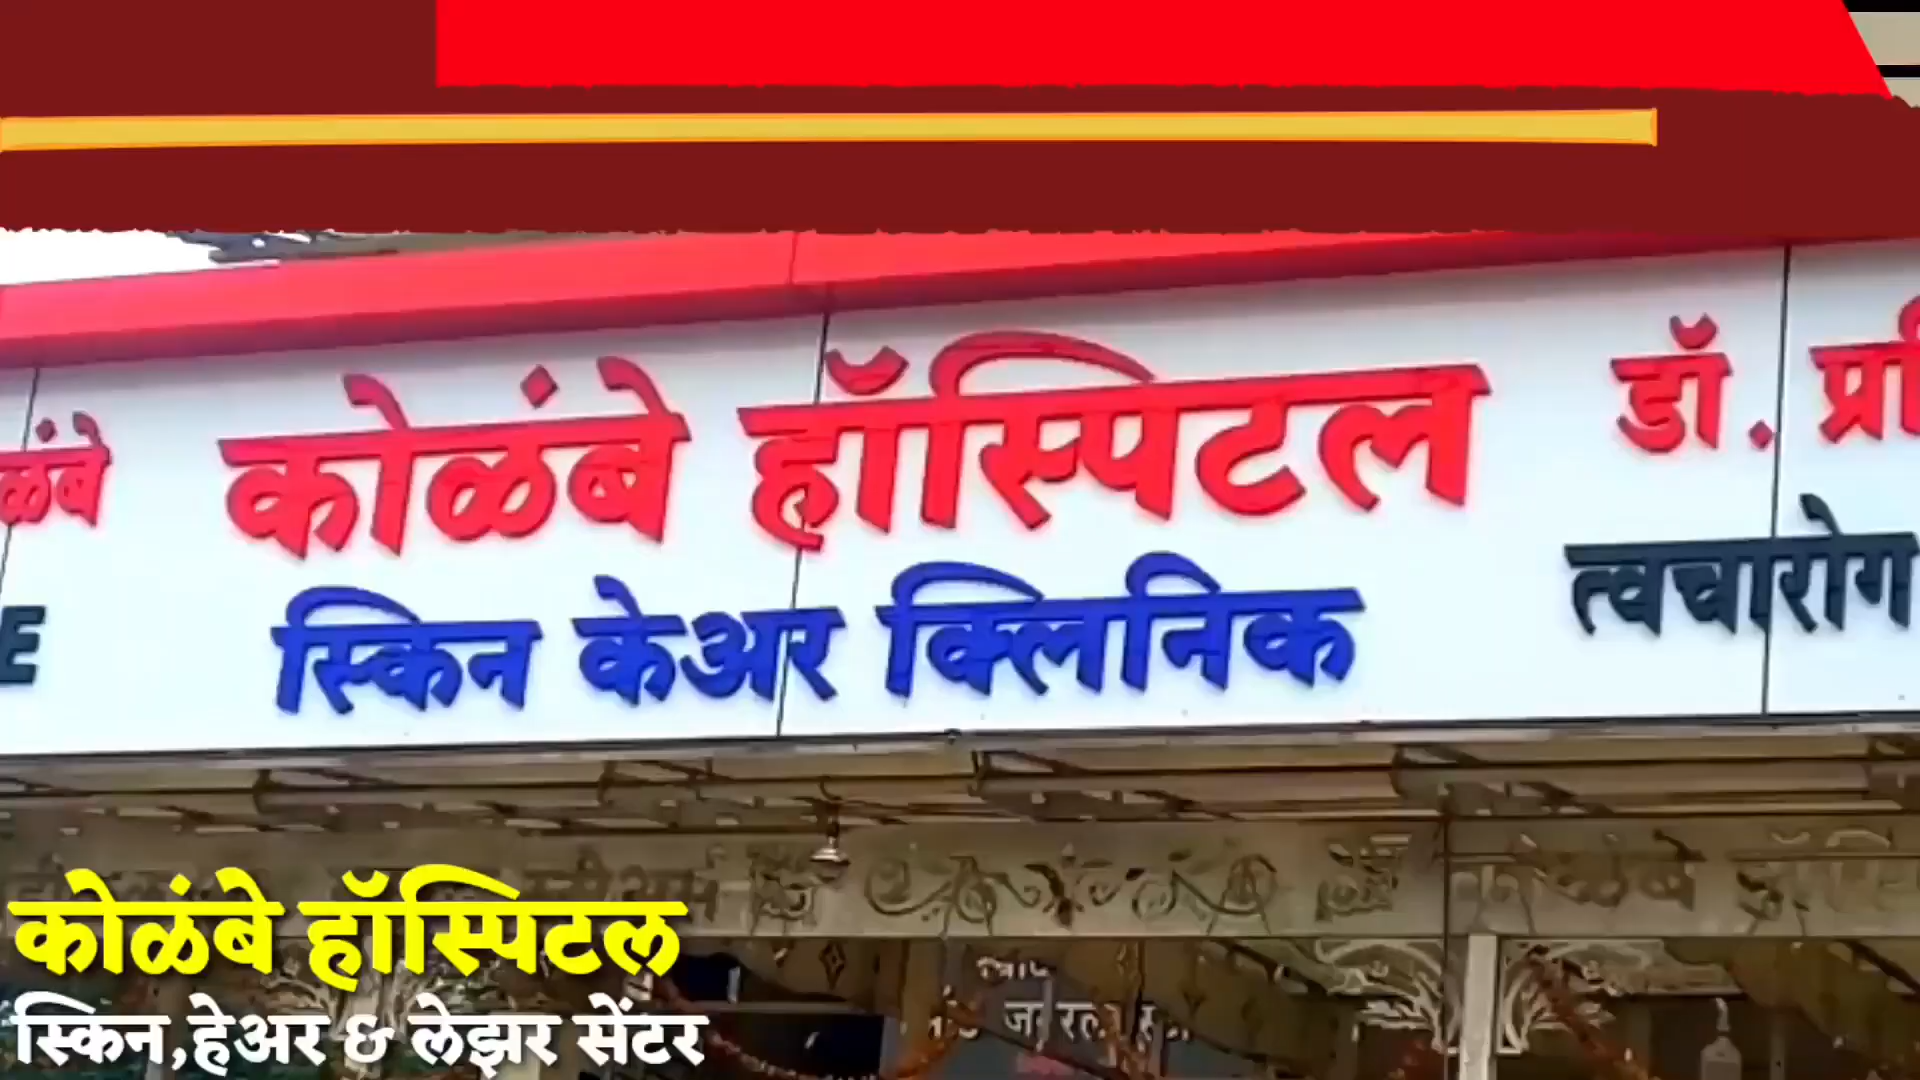 कोळंबे हॉस्पिटल
स्किन केअर क्लिनिक
डॉ.
त्वचारोग
ळंबे
E
कोळंबे हॉस्पिटल
स्किन,हेअर & लेझर सेंटर